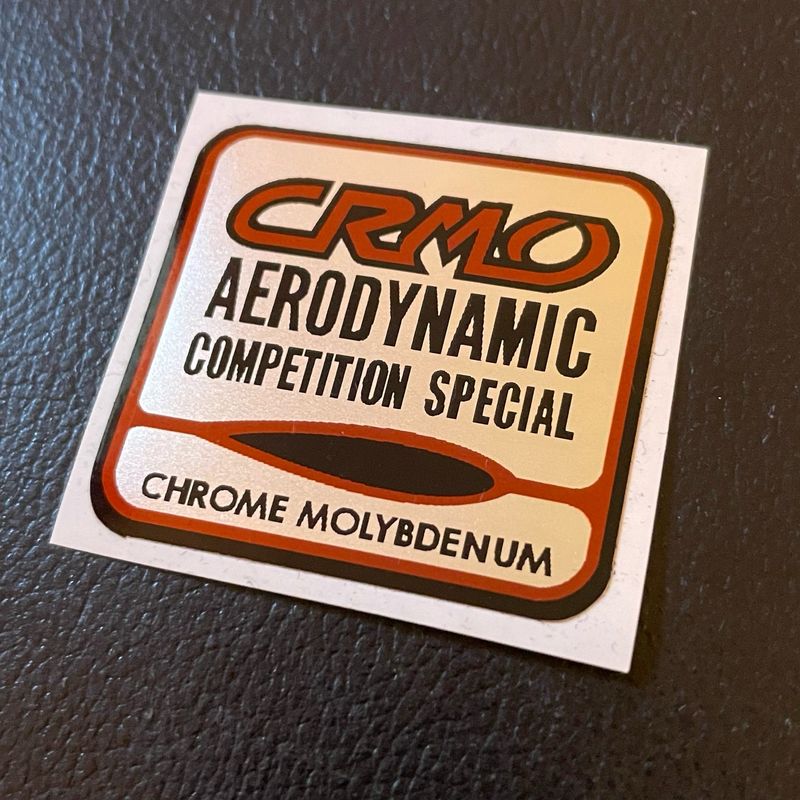 CRMO
AERODYNAMIC
COMPETITION SPECIAL
CHROME MOLYBDENUM